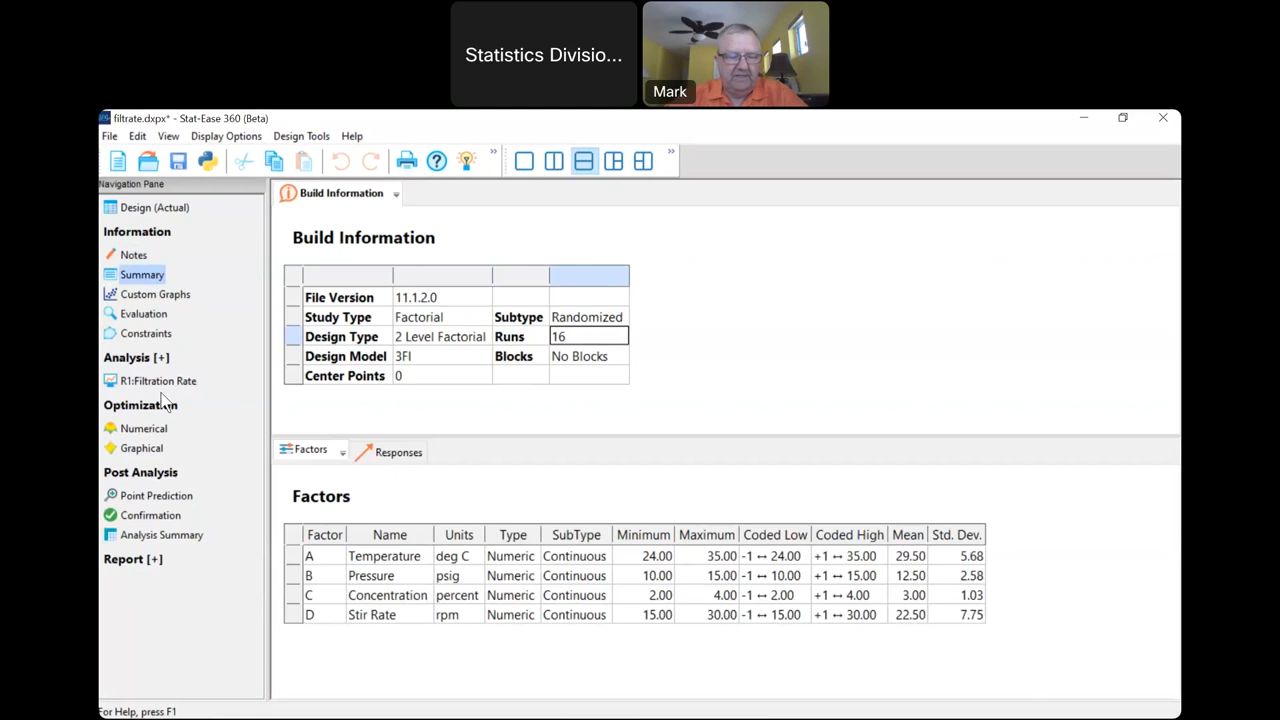 Statistics Divisio...
Mark
filtrate.dxpx* - Stat-Ease 360 (Beta)
File Edit View Display Options Design Tools Help
Navigation Pane
Design (Actual)
Information
Notes
Summary
Custom Graphs
Evaluation
Constraints
Analysis [+]
R1:Filtration Rate
Optimization
Numerical
Graphical
Post Analysis
Point Prediction
Confirmation
Analysis Summary
Report [+]
Build Information
Build Information
File Version 11.1.2.0
Study Type Factorial Subtype Randomized
Design Type 2 Level Factorial Runs 16
Design Model 3FI Blocks No Blocks
Center Points 0
Factors Responses
Factors
Factor Name Units Type SubType Minimum Maximum Coded Low Coded High Mean Std. Dev.
A Temperature deg C Numeric Continuous 24.00 35.00 -1 ↔ 24.00 +1 ↔ 35.00 29.50 5.68
B Pressure psig Numeric Continuous 10.00 15.00 -1 ↔ 10.00 +1 ↔ 15.00 12.50 2.58
C Concentration percent Numeric Continuous 2.00 4.00 -1 ↔ 2.00 +1 ↔ 4.00 3.00 1.03
D Stir Rate rpm Numeric Continuous 15.00 30.00 -1 ↔ 15.00 +1 ↔ 30.00 22.50 7.75
For Help, press F1